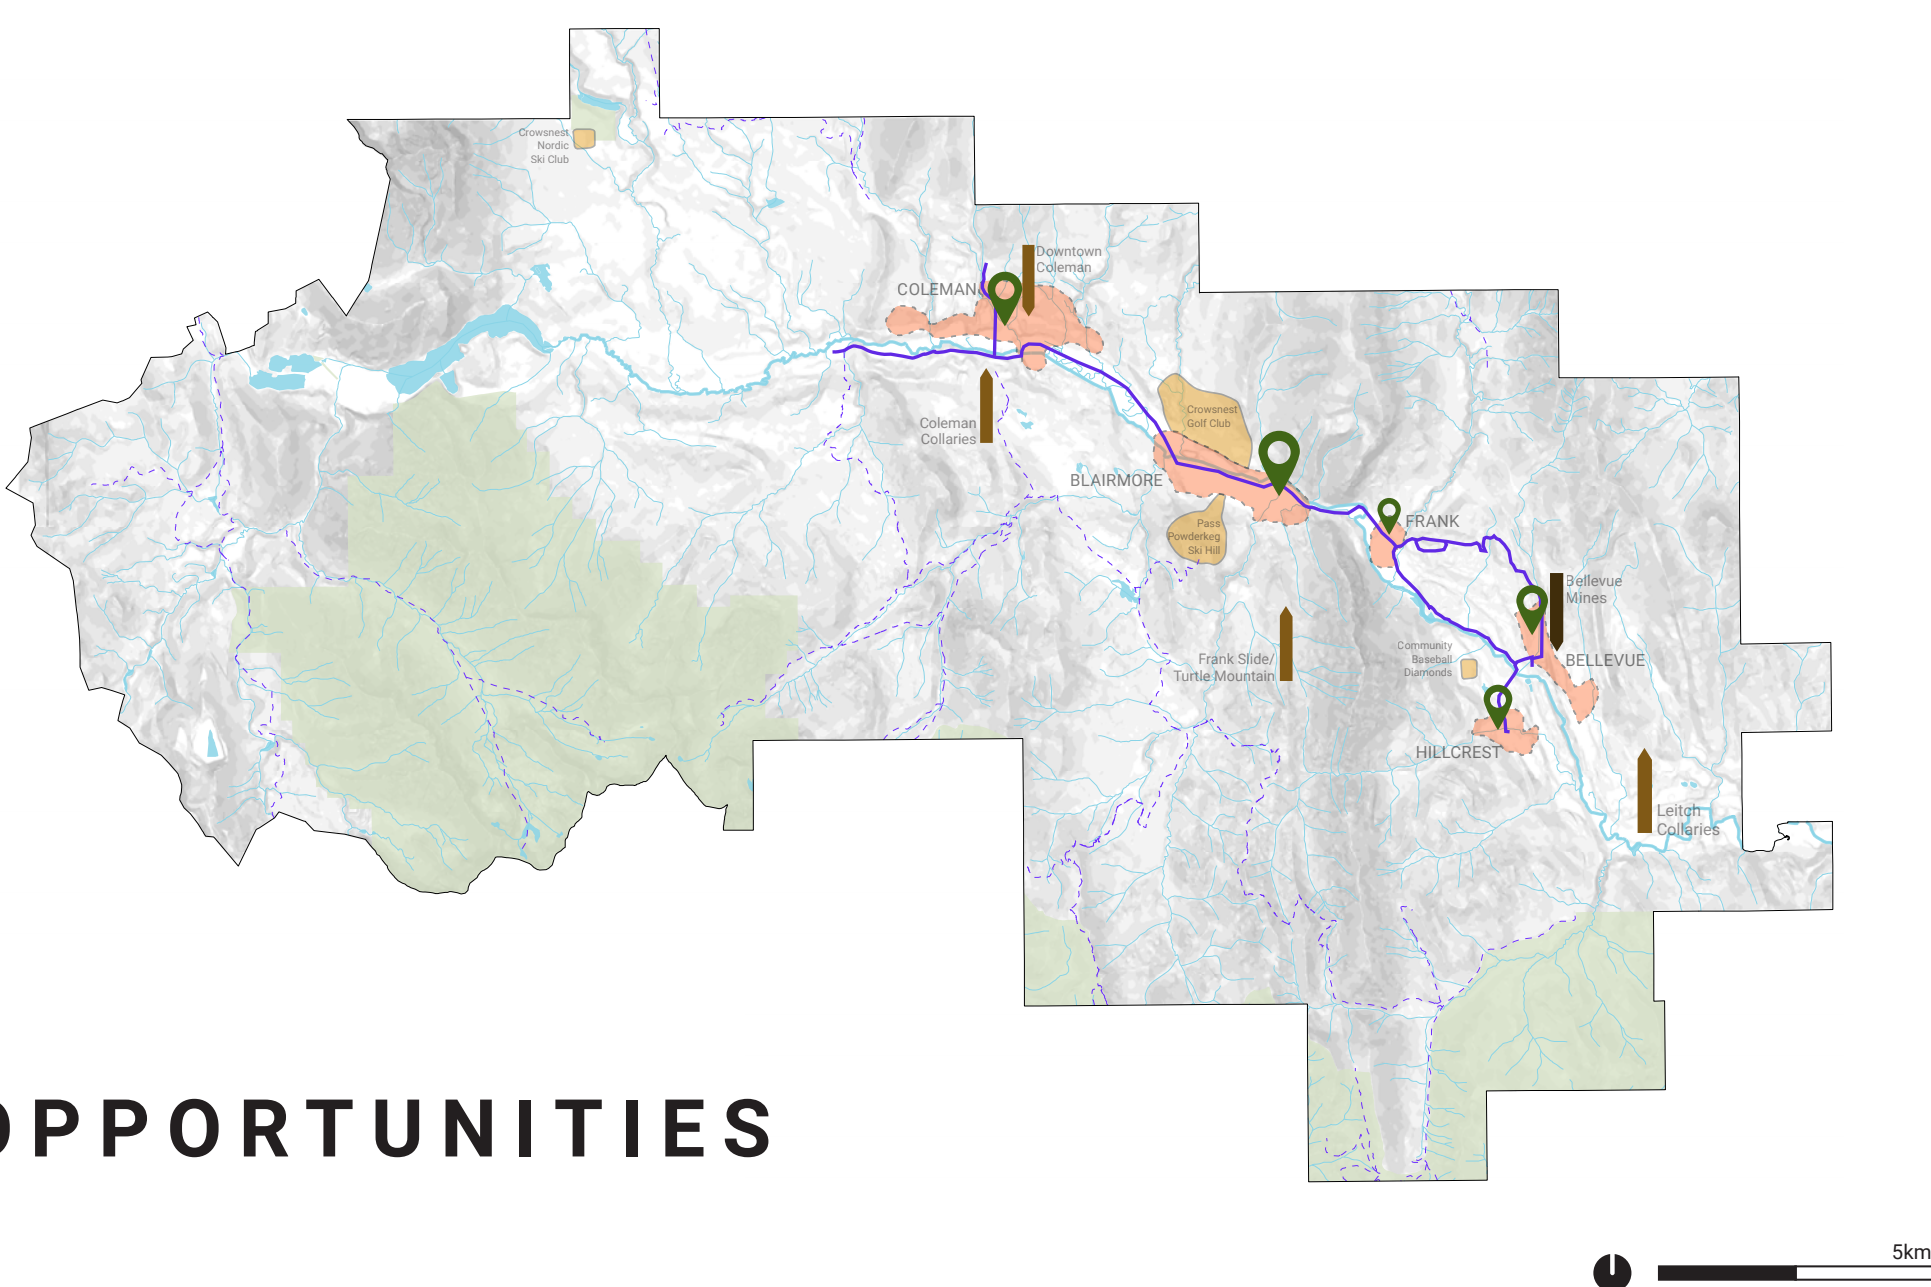 Crowsnest
Nordic
Ski Club
Downtown
Coleman
COLEMAN
Coleman
Collaries
Crowsnest
Golf Club
BLAIRMORE
Pass
Powderkeg
Ski Hill
FRANK
Bellevue
Mines
Community
Baseball
Diamonds
BELLEVUE
Frank Slide/
Turtle Mountain
HILLCREST
Leitch
Collaries
OPPORTUNITIES
5km